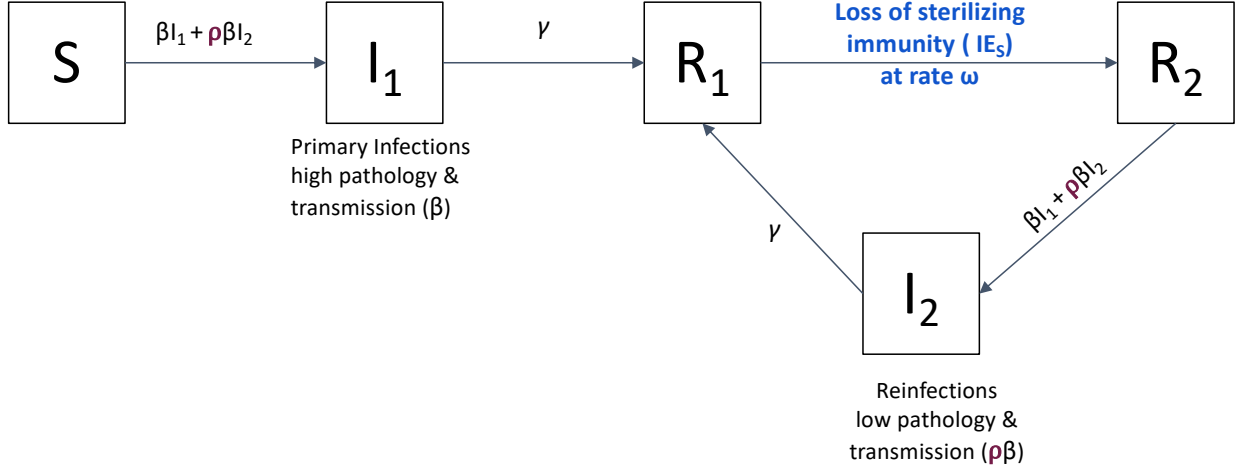 S
βI₁ + ρβI₂
I₁
γ
R₁
Loss of sterilizing
immunity ( IEₛ)
at rate ω
R₂
Primary Infections
high pathology &
transmission (β)
βI₁ + ρβI₂
γ
I₂
Reinfections
low pathology &
transmission (ρβ)